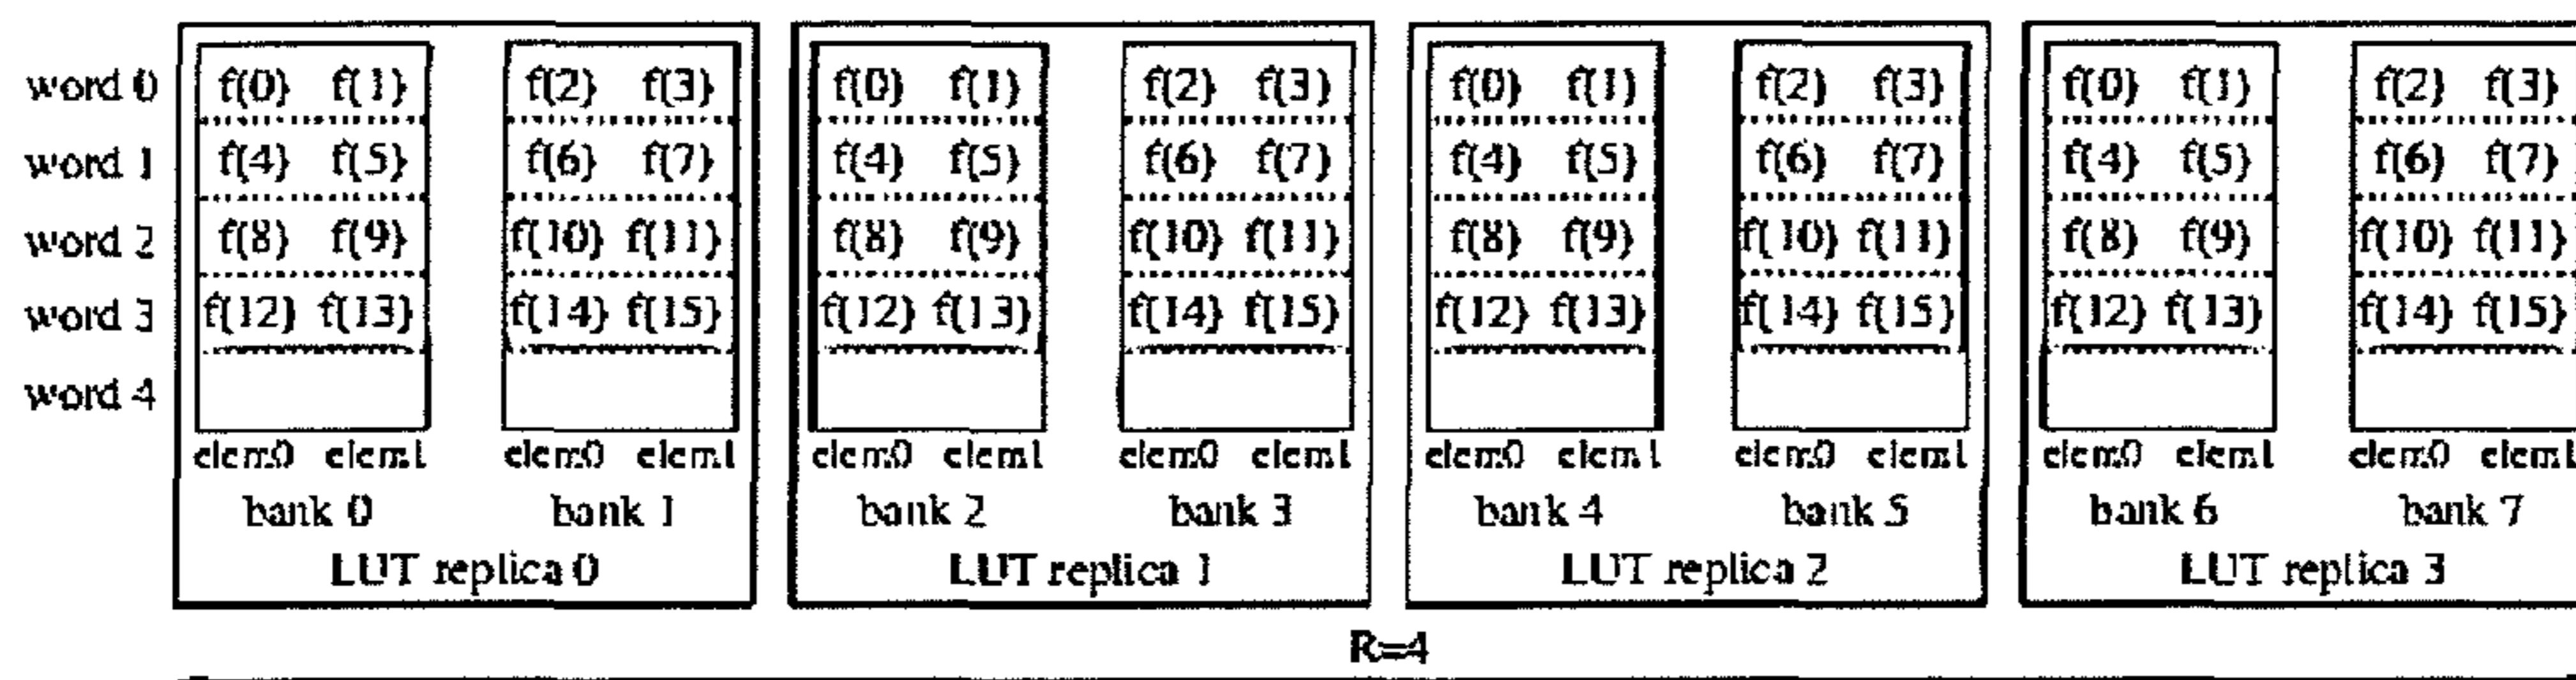 word 0 f(0) f(1) f(2) f(3) f(0) f(1) f(2) f(3) f(0) f(1) f(2) f(3) f(0) f(1) f(2) f(3)
word 1 f(4) f(5) f(6) f(7) f(4) f(5) f(6) f(7) f(4) f(5) f(6) f(7) f(4) f(5) f(6) f(7)
word 2 f(8) f(9) f(10) f(11) f(8) f(9) f(10) f(11) f(8) f(9) f(10) f(11) f(8) f(9) f(10) f(11)
word 3 f(12) f(13) f(14) f(15) f(12) f(13) f(14) f(15) f(12) f(13) f(14) f(15) f(12) f(13) f(14) f(15)
word 4
elem0 elem1 elem0 elem1 elem0 elem1 elem0 elem1 elem0 elem1 elem0 elem1 elem0 elem1 elem0 elem1
bank 0 bank 1 bank 2 bank 3 bank 4 bank 5 bank 6 bank 7
LUT replica 0 LUT replica 1 LUT replica 2 LUT replica 3
R=4